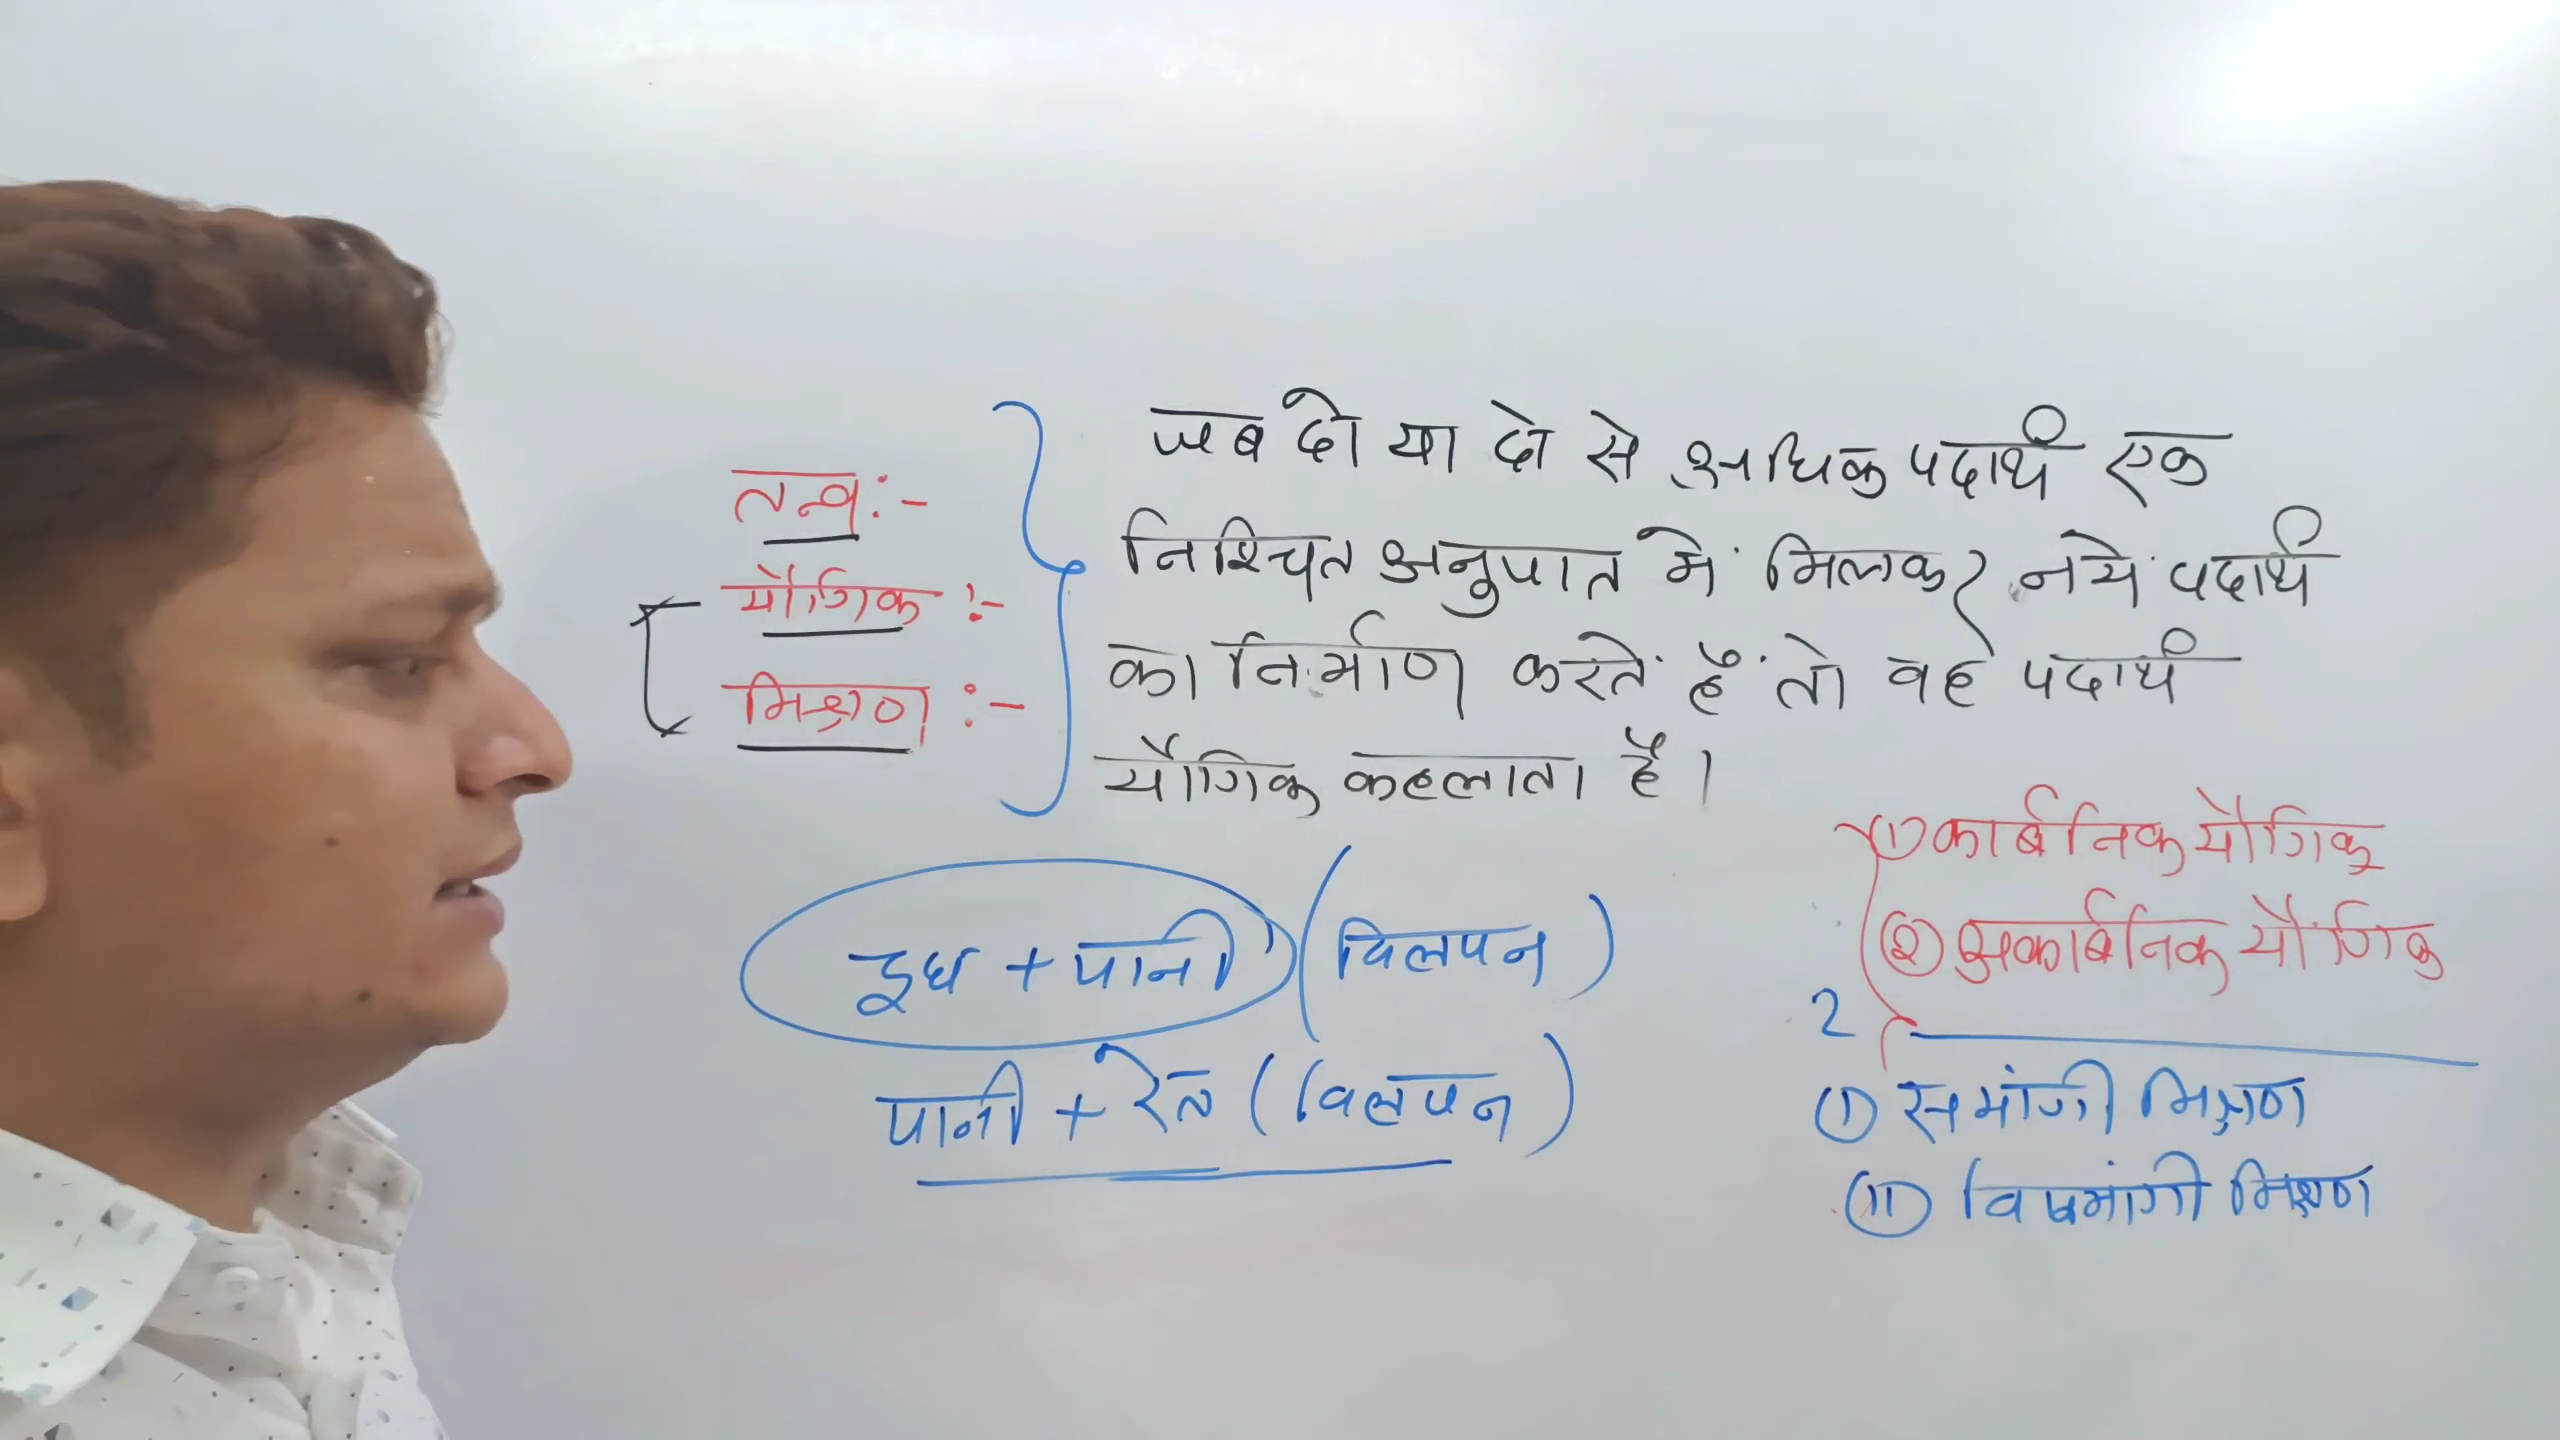 तत्व :-
यौगिक :-
मिश्रण :-
जब दो या दो से अधिक पदार्थ एक
निश्चित अनुपात में मिलकर नये पदार्थ
का निर्माण करते हैं तो वह पदार्थ
यौगिक कहलाता है।
दूध + पानी (विलयन)
पानी + रेत (विलयन)
① कार्बनिक यौगिक
② अकार्बनिक यौगिक
2
① समांगी मिश्रण
⑪ विषमांगी मिश्रण